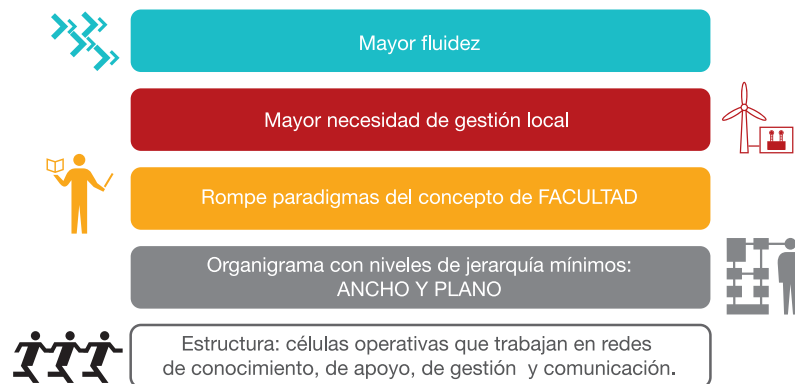 Mayor fluidez
Mayor necesidad de gestión local
Rompe paradigmas del concepto de FACULTAD
Organigrama con niveles de jerarquía mínimos:
ANCHO Y PLANO
Estructura: células operativas que trabajan en redes
de conocimiento, de apoyo, de gestión y comunicación.